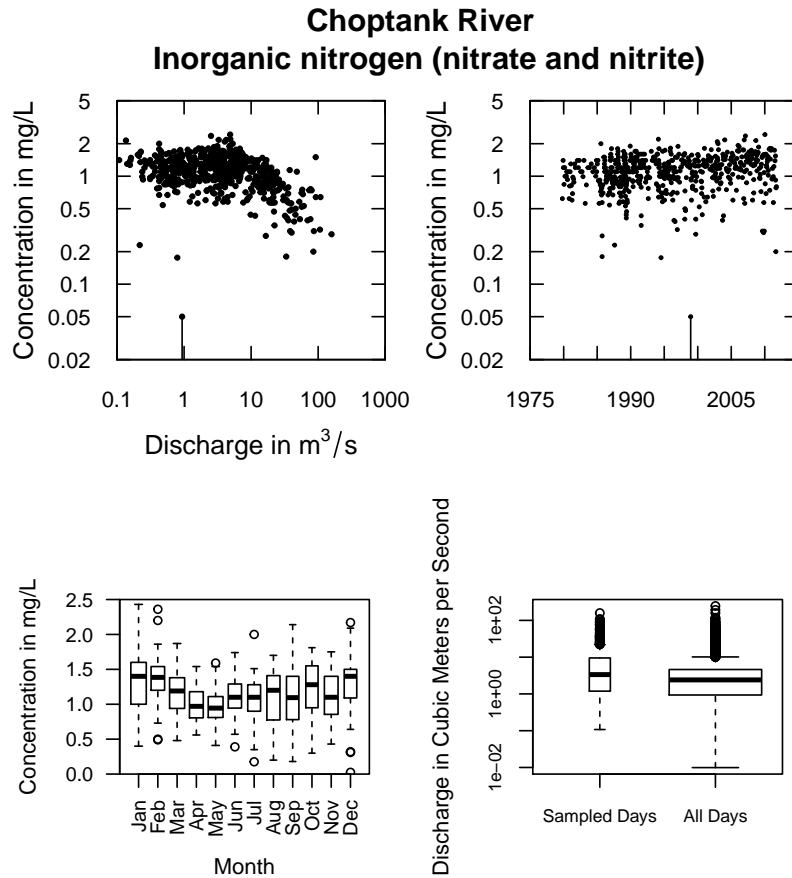 Choptank River
Inorganic nitrogen (nitrate and nitrite)
Concentration in mg/L
5
2
1
0.5
0.2
0.1
0.05
0.02
0.1 1 10 100 1000
Discharge in m³/s
Concentration in mg/L
5
2
1
0.5
0.2
0.1
0.05
0.02
1975 1990 2005
Concentration in mg/L
2.5
2.0
1.5
1.0
0.5
0.0
Jan Feb Mar Apr May Jun Jul Aug Sep Oct Nov Dec
Month
Discharge in Cubic Meters per Second
1e+02
1e+00
1e−02
Sampled Days All Days